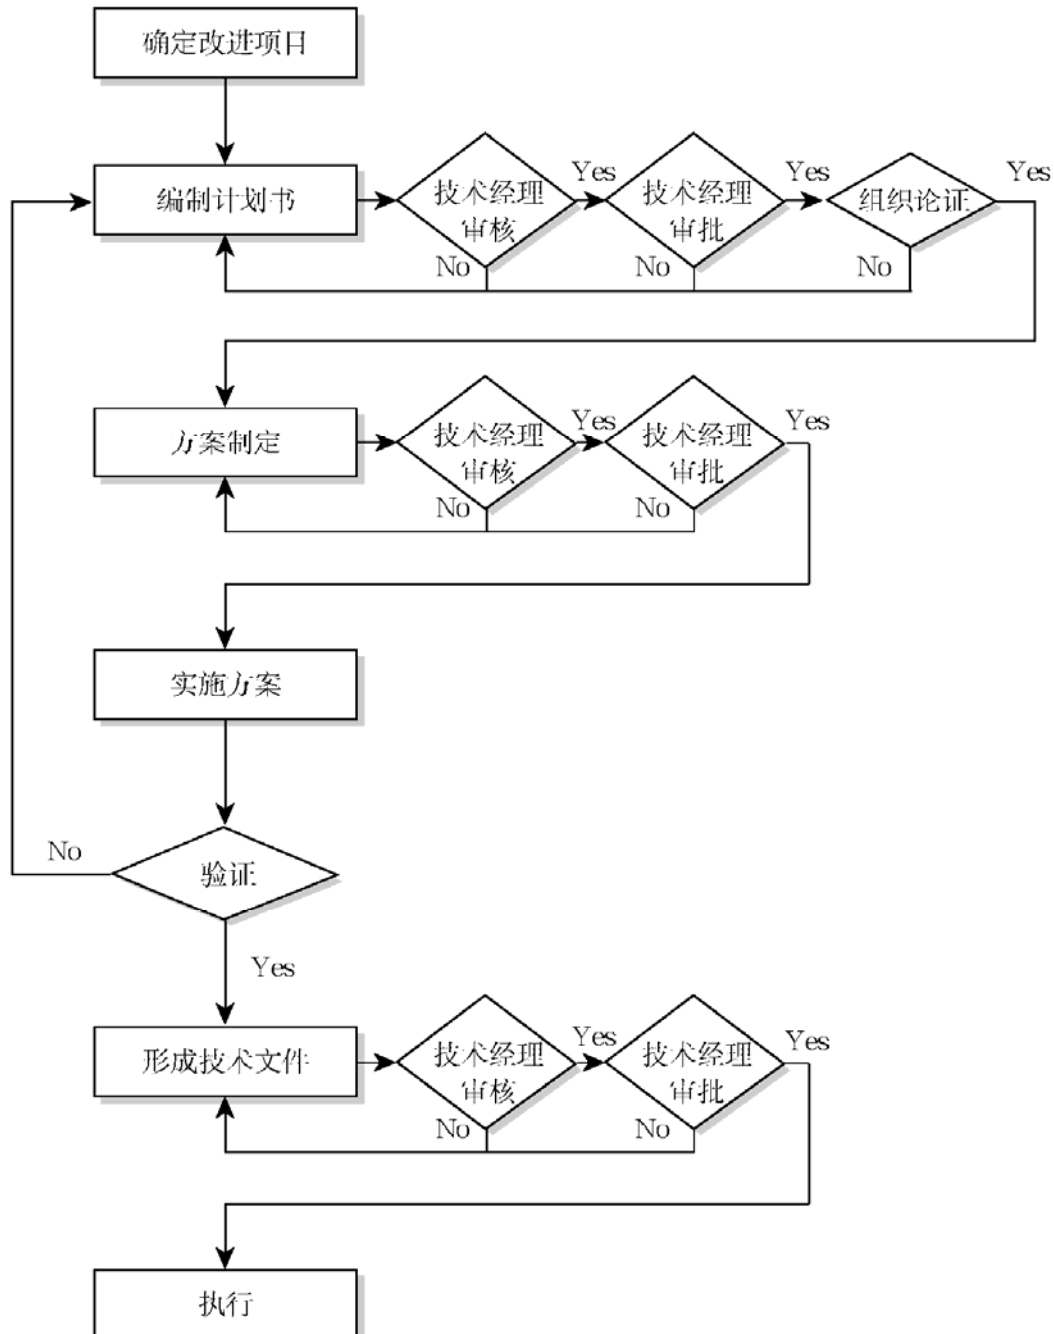 确定改进项目
编制计划书
技术经理
审核
Yes
技术经理
审批
Yes
组织论证
Yes
No
No
No
方案制定
技术经理
审核
Yes
技术经理
审批
Yes
No
No
实施方案
验证
No
Yes
形成技术文件
技术经理
审核
Yes
技术经理
审批
Yes
No
No
执行